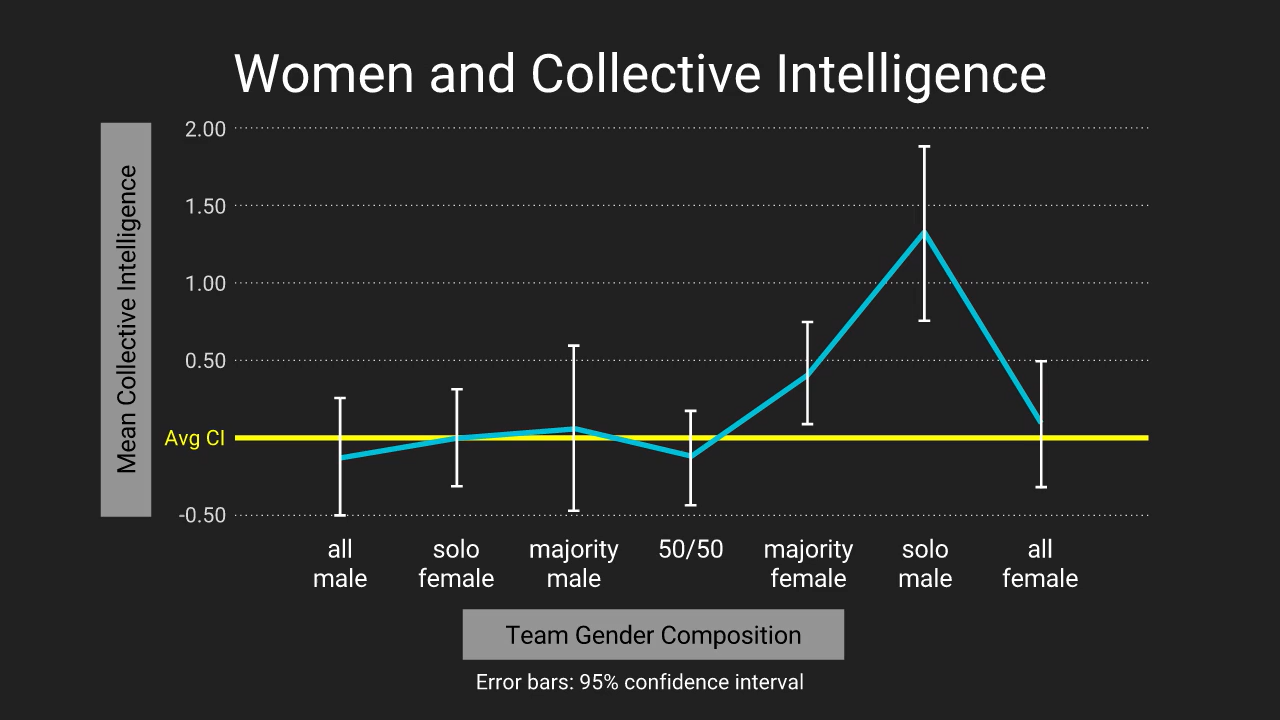 Women and Collective Intelligence
Mean Collective Intelligence
2.00
1.50
1.00
0.50
Avg CI
-0.50
all
male
solo
female
majority
male
50/50
majority
female
solo
male
all
female
Team Gender Composition
Error bars: 95% confidence interval